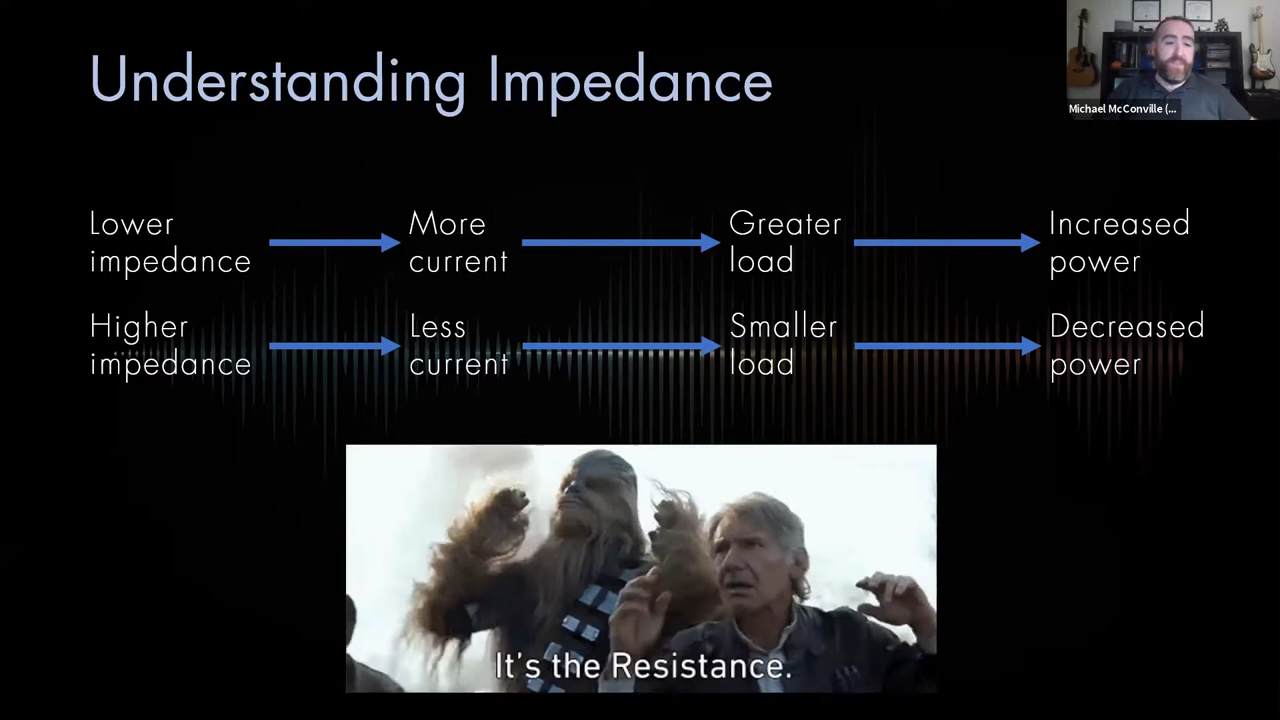 Understanding Impedance
Michael McConville (...
Lower
impedance
More
current
Greater
load
Increased
power
Higher
impedance
Less
current
Smaller
load
Decreased
power
It's the Resistance.